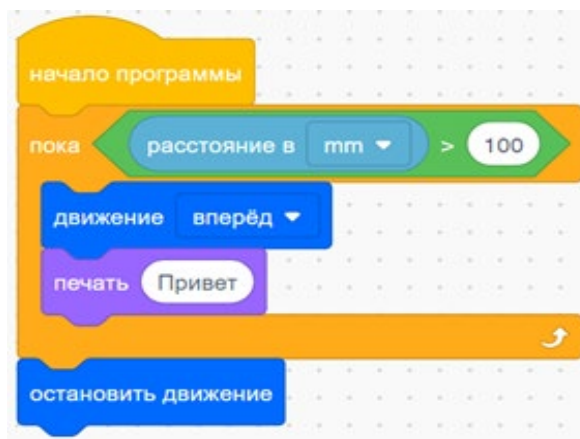 начало программы
пока расстояние в mm > 100
движение вперёд
печать Привет
остановить движение